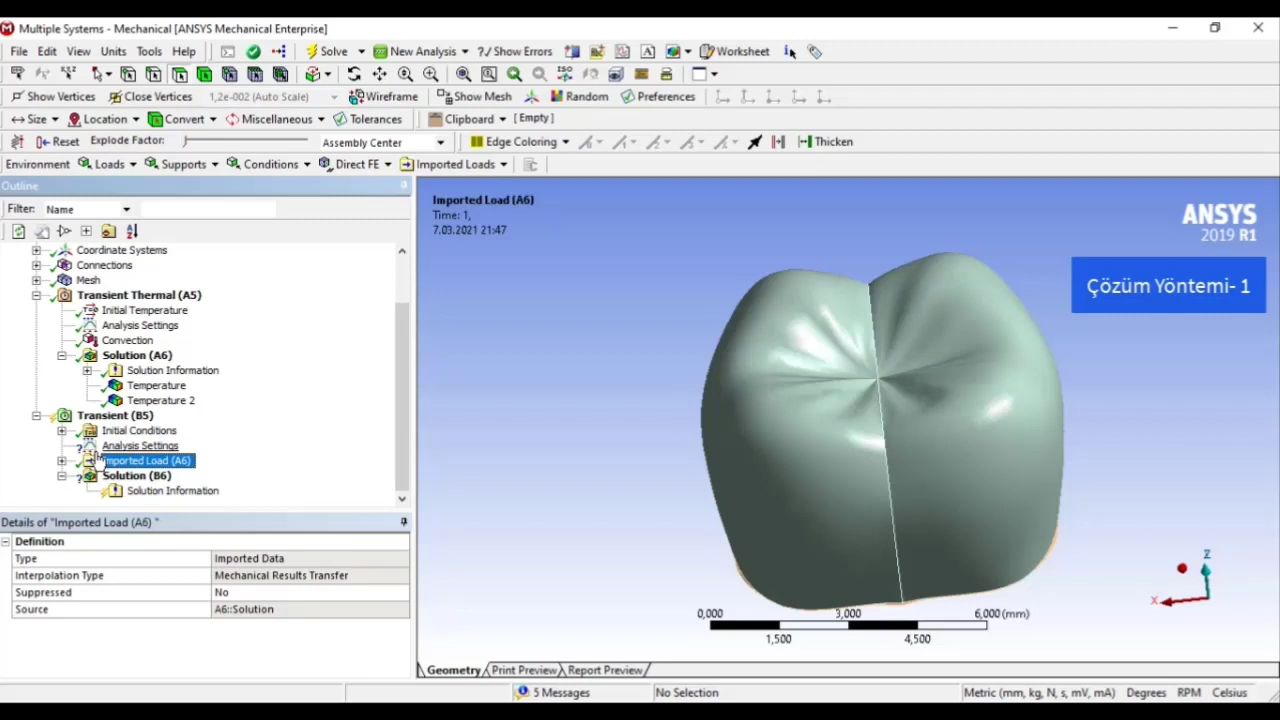 Multiple Systems - Mechanical [ANSYS Mechanical Enterprise]
File Edit View Units Tools Help Solve New Analysis ?/ Show Errors Worksheet
Show Vertices Close Vertices 1,2e-002 (Auto Scale) Wireframe Show Mesh Random Preferences
Size Location Convert Miscellaneous Tolerances Clipboard [ Empty ]
Reset Explode Factor: Assembly Center Edge Coloring Thicken
Environment Loads Supports Conditions Direct FE Imported Loads
Outline
Filter: Name
Coordinate Systems
Connections
Mesh
Transient Thermal (A5)
Initial Temperature
Analysis Settings
Convection
Solution (A6)
Solution Information
Temperature
Temperature 2
Transient (B5)
Initial Conditions
Analysis Settings
Imported Load (A6)
Solution (B6)
Solution Information
Details of "Imported Load (A6) "
Definition
Type Imported Data
Interpolation Type Mechanical Results Transfer
Suppressed No
Source A6::Solution
Imported Load (A6)
Time: 1,
7.03.2021 21:47
ANSYS
2019 R1
Çözüm Yöntemi- 1
Z
X
0,000 3,000 6,000 (mm)
1,500 4,500
Geometry Print Preview Report Preview
5 Messages No Selection Metric (mm, kg, N, s, mV, mA) Degrees RPM Celsius